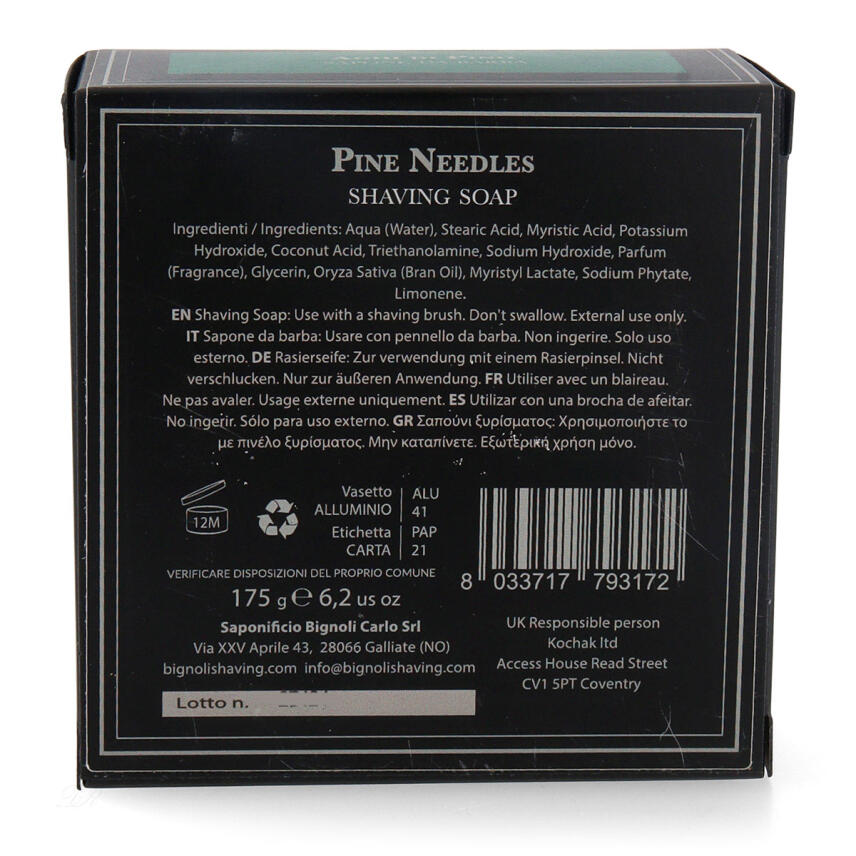 AGHI DI PINO
SAPONE DA BARBA
PINE NEEDLES
SHAVING SOAP
Ingredienti / Ingredients: Aqua (Water), Stearic Acid, Myristic Acid, Potassium
Hydroxide, Coconut Acid, Triethanolamine, Sodium Hydroxide, Parfum
(Fragrance), Glycerin, Oryza Sativa (Bran Oil), Myristyl Lactate, Sodium Phytate,
Limonene.
EN Shaving Soap: Use with a shaving brush. Don't swallow. External use only.
IT Sapone da barba: Usare con pennello da barba. Non ingerire. Solo uso
esterno. DE Rasierseife: Zur verwendung mit einem Rasierpinsel. Nicht
verschlucken. Nur zur äußeren Anwendung. FR Utiliser avec un blaireau.
Ne pas avaler. Usage externe uniquement. ES Utilizar con una brocha de afeitar.
No ingerir. Sólo para uso externo. GR Σαπούνι ξυρίσματος: Χρησιμοποιήστε το
με πινέλο ξυρίσματος. Μην καταπίνετε. Εξωτερική χρήση μόνο.
12M
Vasetto ALU
ALLUMINIO 41
Etichetta PAP
CARTA 21
VERIFICARE DISPOSIZIONI DEL PROPRIO COMUNE
175 g ℮ 6,2 us oz
Saponificio Bignoli Carlo Srl
Via XXV Aprile 43, 28066 Galliate (NO)
bignolishaving.com info@bignolishaving.com
Lotto n.
8 033717 793172
UK Responsible person
Kochak ltd
Access House Read Street
CV1 5PT Coventry